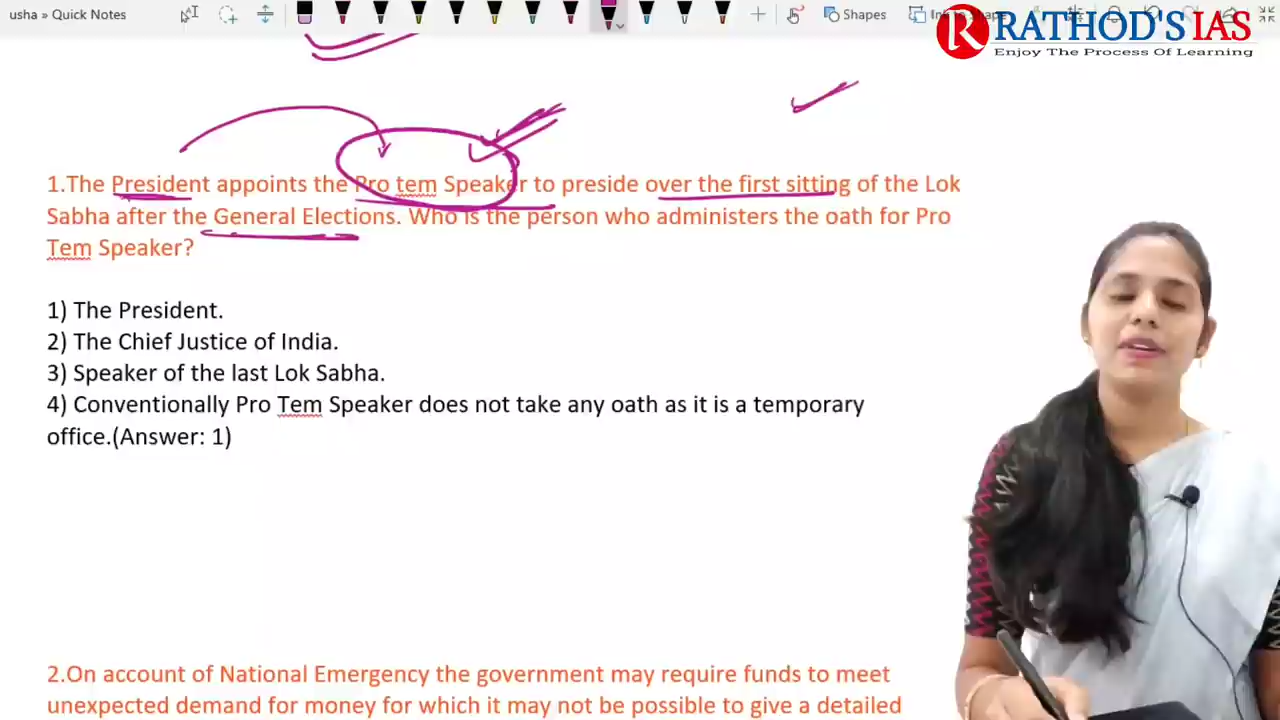 usha » Quick Notes
Shapes
RATHOD'S IAS
Enjoy The Process Of Learning
1.The President appoints the Pro tem Speaker to preside over the first sitting of the Lok
Sabha after the General Elections. Who is the person who administers the oath for Pro
Tem Speaker?
1) The President.
2) The Chief Justice of India.
3) Speaker of the last Lok Sabha.
4) Conventionally Pro Tem Speaker does not take any oath as it is a temporary
office.(Answer: 1)
2.On account of National Emergency the government may require funds to meet
unexpected demand for money for which it may not be possible to give a detailed